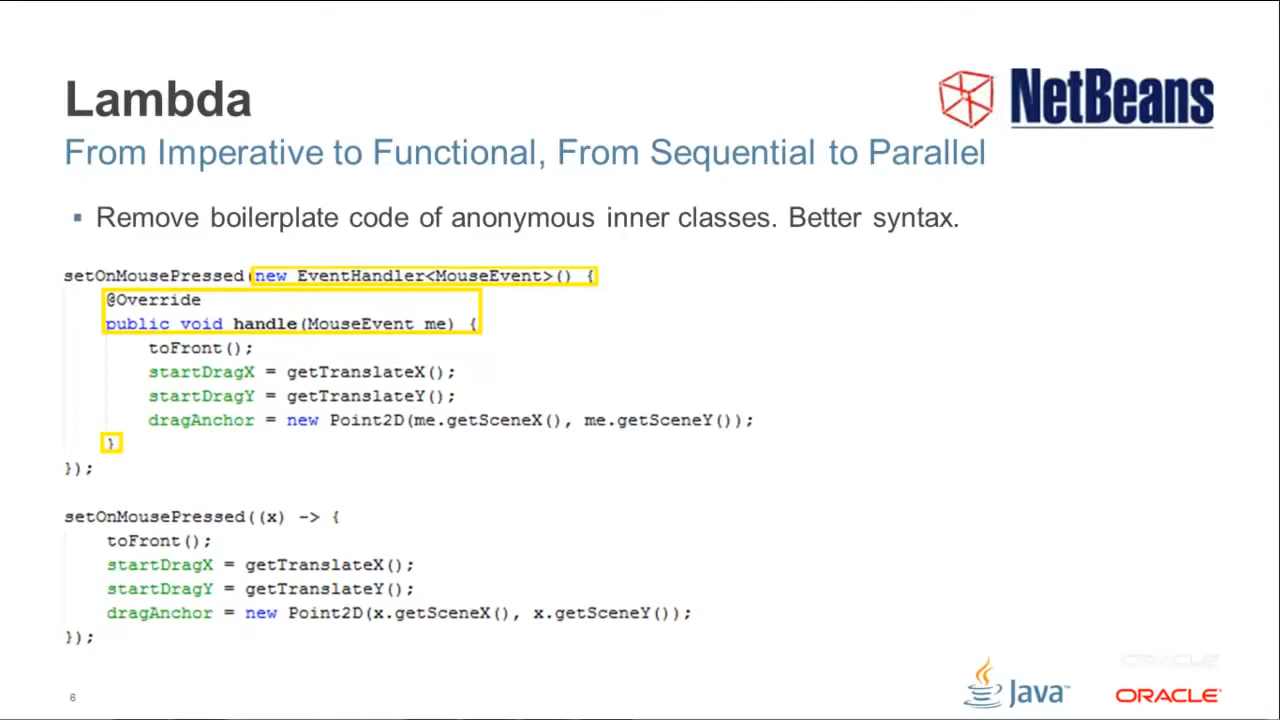 Lambda
NetBeans
From Imperative to Functional, From Sequential to Parallel
▪ Remove boilerplate code of anonymous inner classes. Better syntax.
setOnMousePressed(new EventHandler<MouseEvent>() {
@Override
public void handle(MouseEvent me) {
toFront();
startDragX = getTranslateX();
startDragY = getTranslateY();
dragAnchor = new Point2D(me.getSceneX(), me.getSceneY());
}
});
setOnMousePressed((x) -> {
toFront();
startDragX = getTranslateX();
startDragY = getTranslateY();
dragAnchor = new Point2D(x.getSceneX(), x.getSceneY());
});
ORACLE
6
Java™
ORACLE®